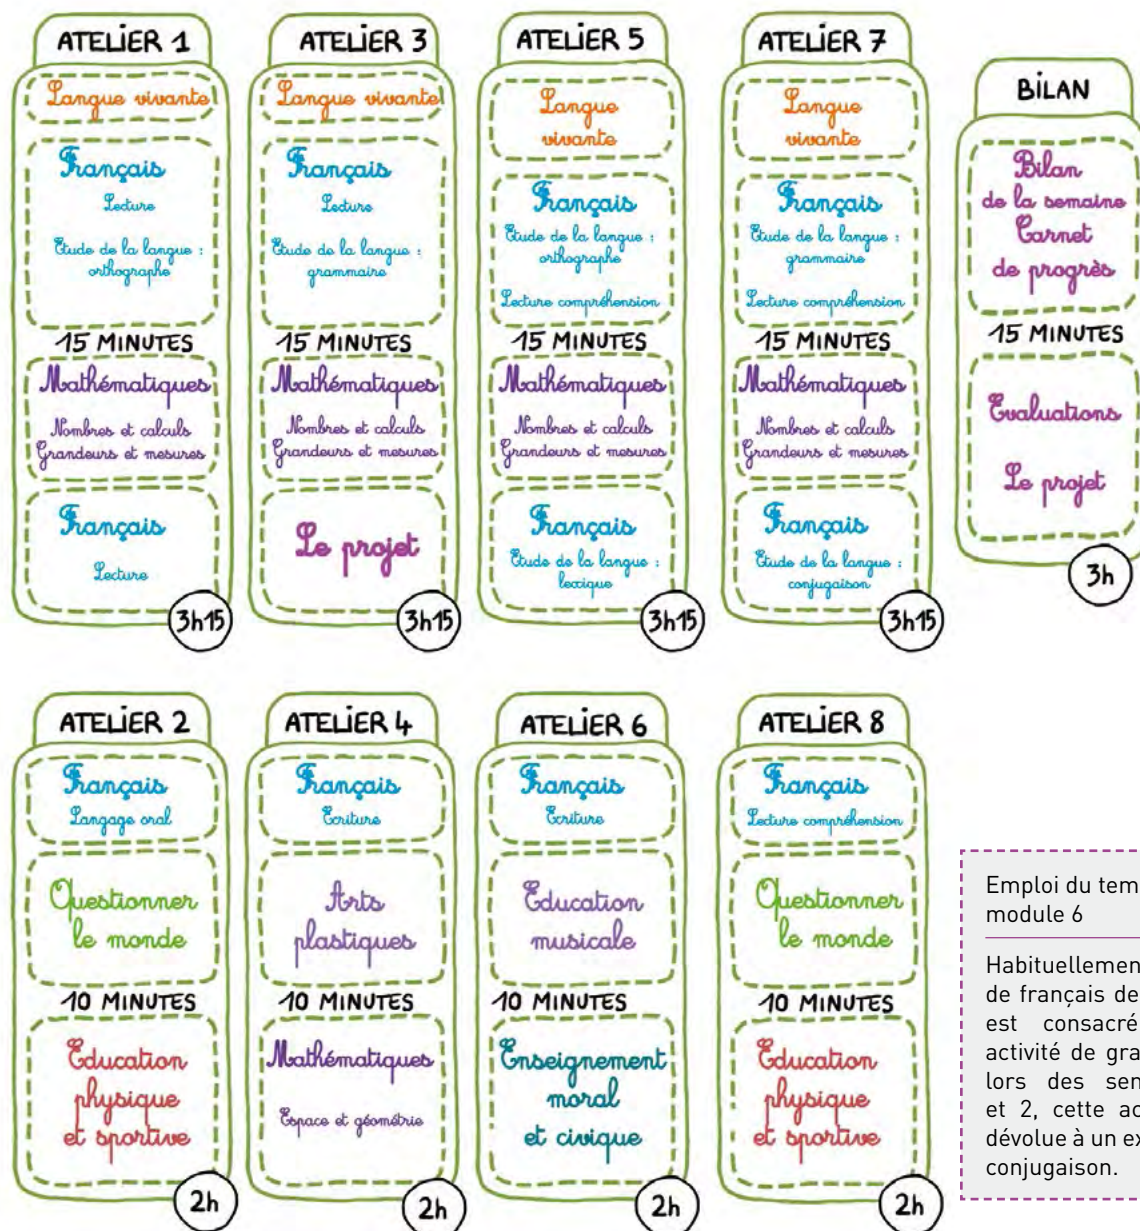 ATELIER 1
Langue vivante
Français
Lecture
Étude de la langue :
orthographe
15 MINUTES
Mathématiques
Nombres et calculs
Grandeurs et mesures
Français
Lecture
3h15
ATELIER 3
Langue vivante
Français
Lecture
Étude de la langue :
grammaire
15 MINUTES
Mathématiques
Nombres et calculs
Grandeurs et mesures
Le projet
3h15
ATELIER 5
Langue
vivante
Français
Étude de la langue :
orthographe
Lecture compréhension
15 MINUTES
Mathématiques
Nombres et calculs
Grandeurs et mesures
Français
Étude de la langue :
lexique
3h15
ATELIER 7
Langue
vivante
Français
Étude de la langue :
grammaire
Lecture compréhension
15 MINUTES
Mathématiques
Nombres et calculs
Grandeurs et mesures
Français
Étude de la langue :
conjugaison
3h15
BILAN
Bilan
de la semaine
Carnet
de progrès
15 MINUTES
Évaluations
Le projet
3h
ATELIER 2
Français
Langage oral
Questionner
le monde
10 MINUTES
Éducation
physique
et sportive
2h
ATELIER 4
Français
Écriture
Arts
plastiques
10 MINUTES
Mathématiques
Espace et géométrie
2h
ATELIER 6
Français
Écriture
Éducation
musicale
10 MINUTES
Enseignement
moral
et civique
2h
ATELIER 8
Français
Lecture compréhension
Questionner
le monde
10 MINUTES
Éducation
physique
et sportive
2h
Emploi du tem
module 6
Habituellemen
de français de
est consacré
activité de gra
lors des sen
et 2, cette ac
dévolue à un ex
conjugaison.